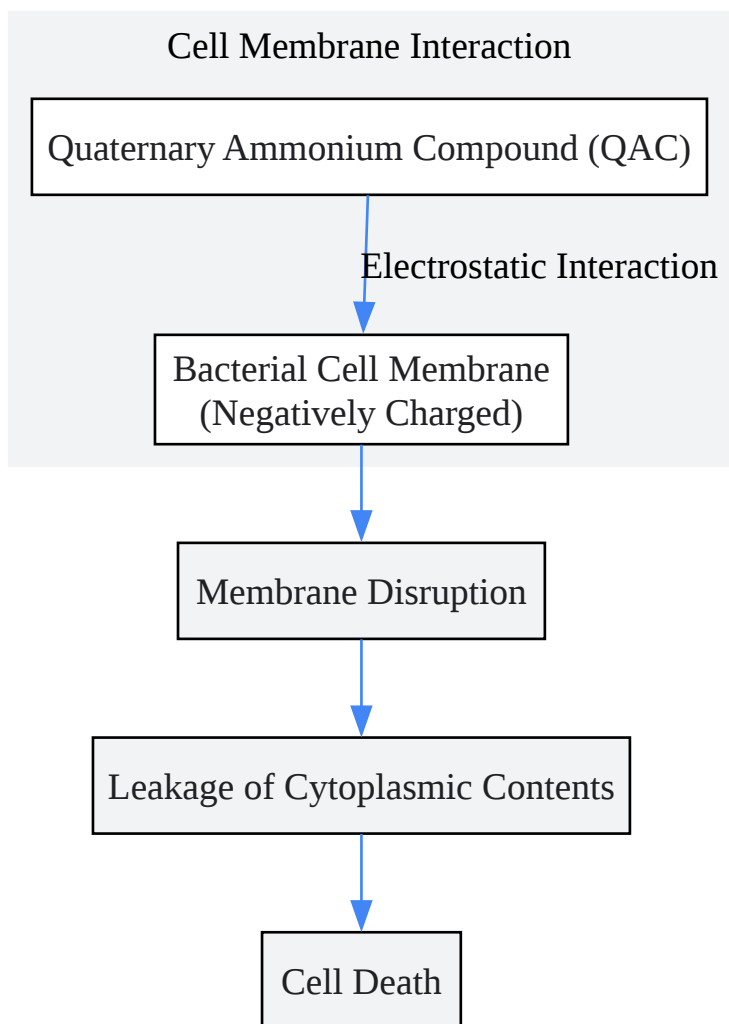 Cell Membrane Interaction
Quaternary Ammonium Compound (QAC)
Electrostatic Interaction
Bacterial Cell Membrane
(Negatively Charged)
Membrane Disruption
Leakage of Cytoplasmic Contents
Cell Death